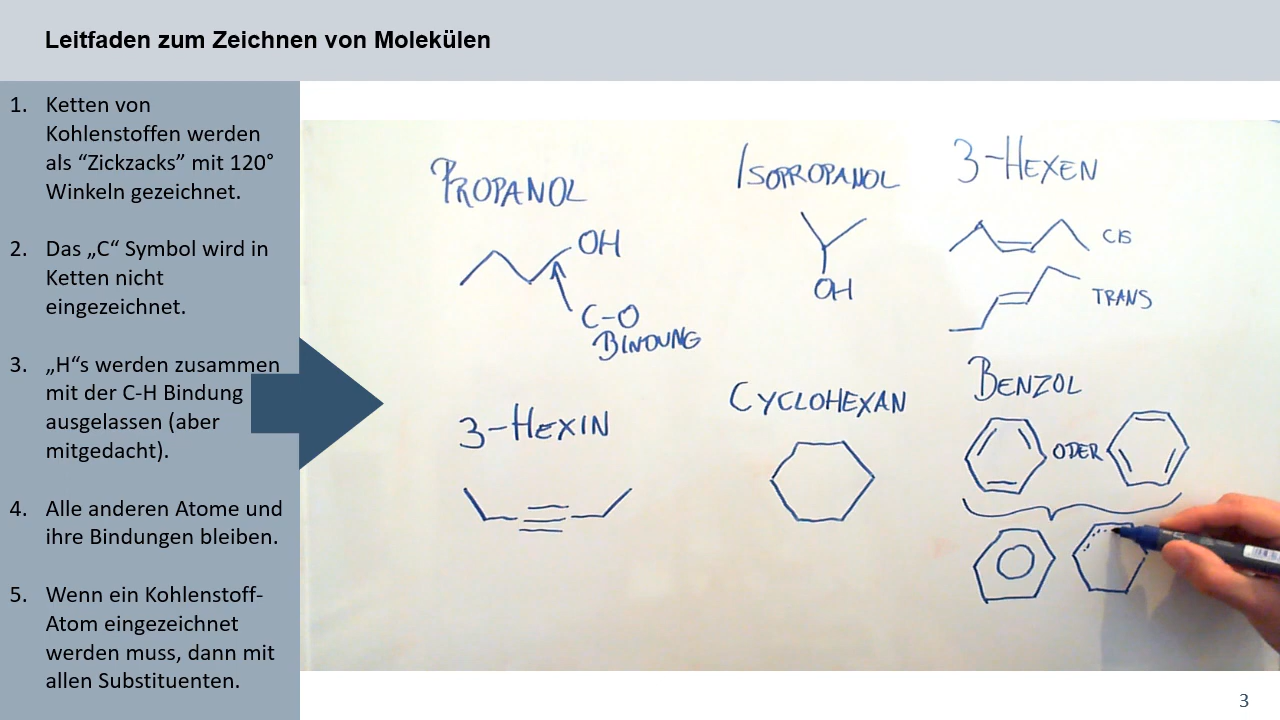 Leitfaden zum Zeichnen von Molekülen
1. Ketten von
Kohlenstoffen werden
als “Zickzacks” mit 120°
Winkeln gezeichnet.
2. Das „C“ Symbol wird in
Ketten nicht
eingezeichnet.
3. „H“s werden zusammen
mit der C-H Bindung
ausgelassen (aber
mitgedacht).
4. Alle anderen Atome und
ihre Bindungen bleiben.
5. Wenn ein Kohlenstoff-
Atom eingezeichnet
werden muss, dann mit
allen Substituenten.
PROPANOL
OH
C-O
BINDUNG
ISOPROPANOL
OH
3-HEXEN
CIS
TRANS
3-HEXIN
CYCLOHEXAN
BENZOL
ODER
3